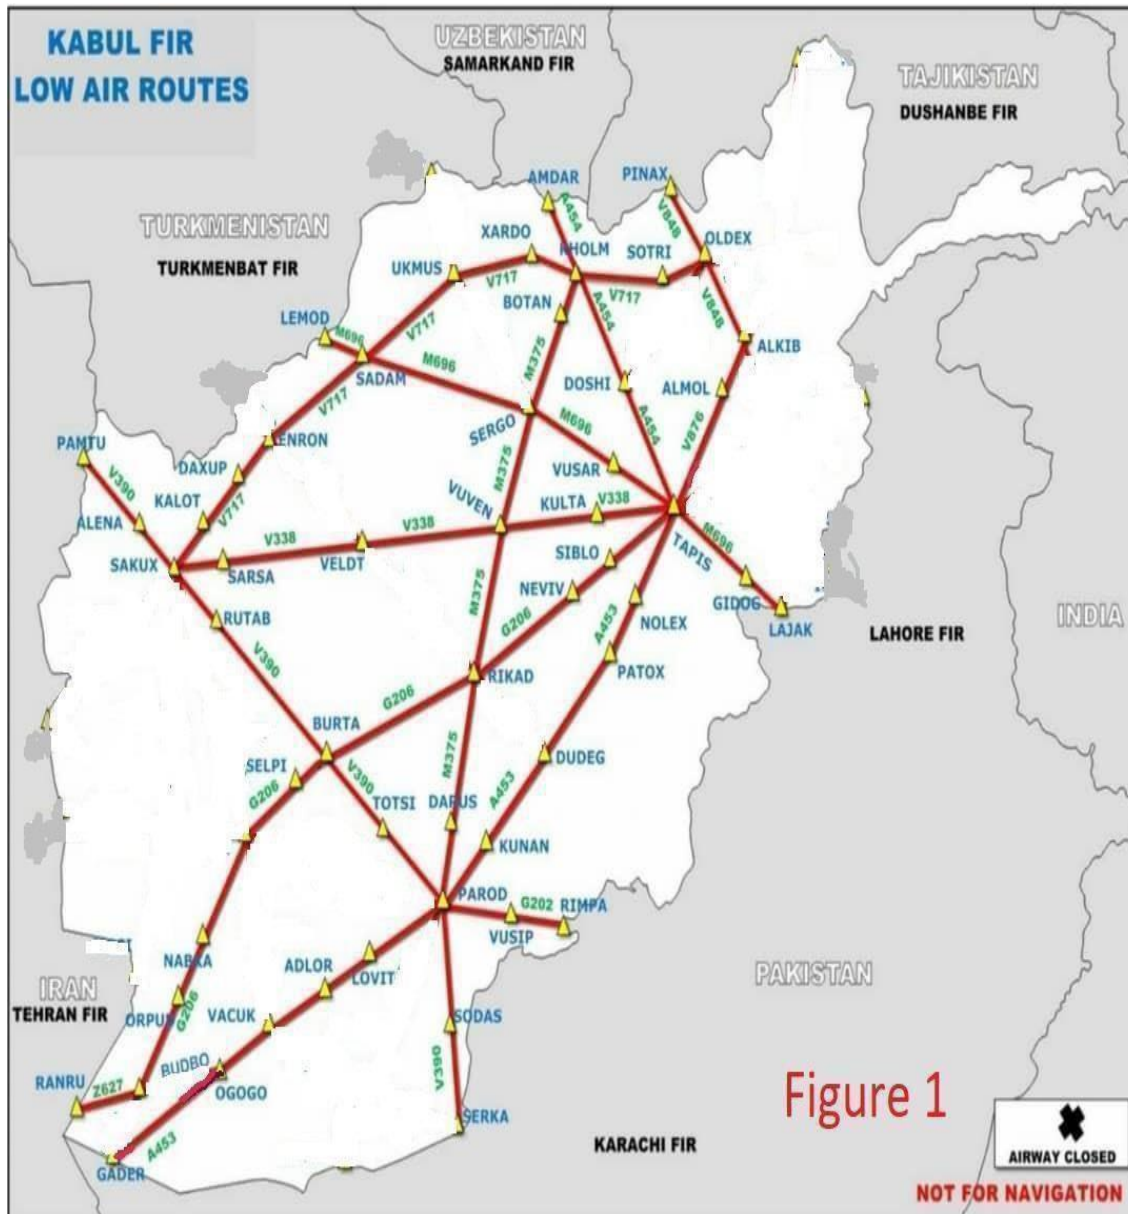 KABUL FIR
LOW AIR ROUTES
UZBEKISTAN
SAMARKAND FIR
TAJIKISTAN
DUSHANBE FIR
TURKMENISTAN
TURKMENBAT FIR
AMDAR
PINAX
A454
V848
XARDO
KHOLM
SOTRI
OLDEX
UKMUS
V717
V717
BOTAN
A454
V848
LEMOD
M696
V717
SADAM
M696
M375
DOSHI
ALMOL
ALKIB
V717
SERGO
M696
A454
V876
PAMTU
ENRON
DAXUP
V390
KALOT
V717
ALENA
M375
VUSAR
VUVEN
KULTA
V338
SAKUX
V338
V338
SARSA
VELDT
SIBLO
TAPIS
M696
NEVIV
GIDOG
LAJAK
RUTAB
M375
G206
A453
NOLEX
PATOX
LAHORE FIR
INDIA
V390
RIKAD
G206
BURTA
SELPI
G206
V390
M375
DUDEG
TOTSI
DARUS
A453
KUNAN
PAROD
G202
RIMPA
VUSIP
NABKA
ADLOR
LOVIT
IRAN
TEHRAN FIR
G206
VACUK
SODAS
PAKISTAN
RANRU
Z627
BUDBO
OGOGO
V390
SERKA
A453
GADER
KARACHI FIR
Figure 1
AIRWAY CLOSED
NOT FOR NAVIGATION